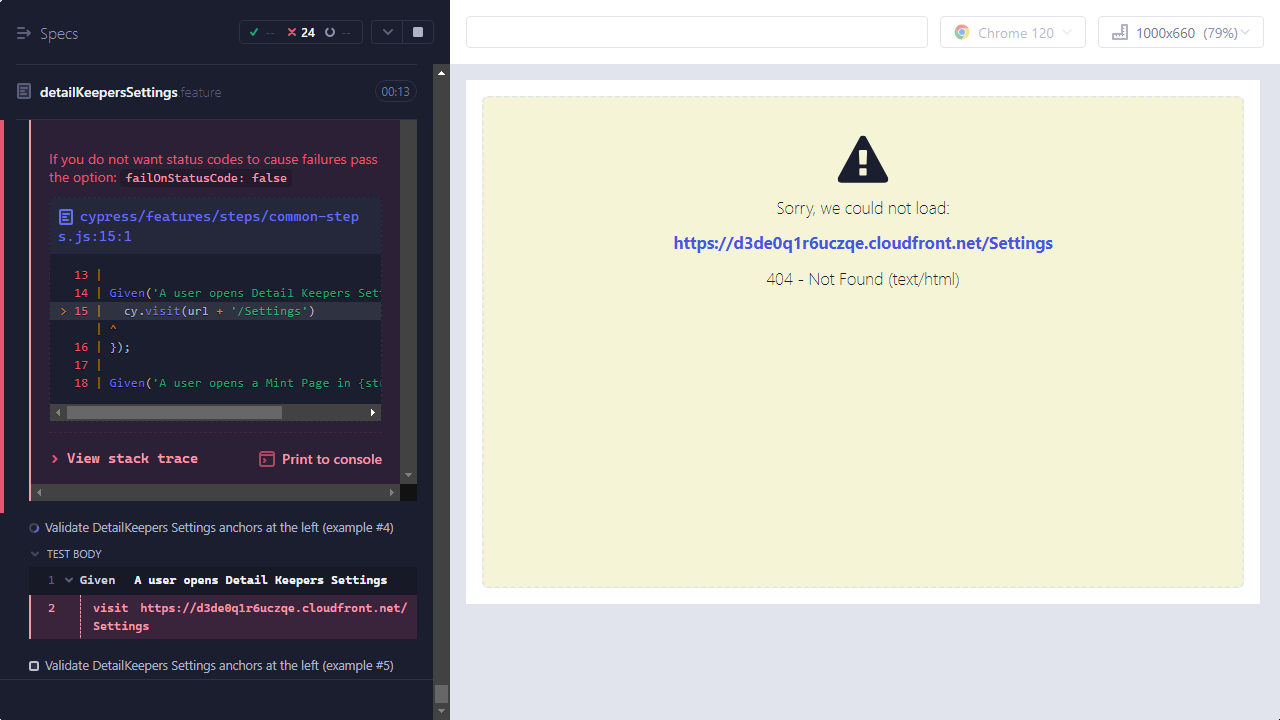 Specs
-- 24 --
Chrome 120
1000x660 (79%)
detailKeepersSettings feature
00:13
If you do not want status codes to cause failures pass
the option: failOnStatusCode: false
cypress/features/steps/common-step
s.js:15:1
13 |
14 | Given('A user opens Detail Keepers Set
> 15 | cy.visit(url + '/Settings')
| ^
16 | });
17 |
18 | Given('A user opens a Mint Page in {str
> View stack trace
Print to console
Validate DetailKeepers Settings anchors at the left (example #4)
TEST BODY
1 Given A user opens Detail Keepers Settings
2 visit https://d3de0q1r6uczqe.cloudfront.net/
Settings
Validate DetailKeepers Settings anchors at the left (example #5)
Sorry, we could not load:
https://d3de0q1r6uczqe.cloudfront.net/Settings
404 - Not Found (text/html)